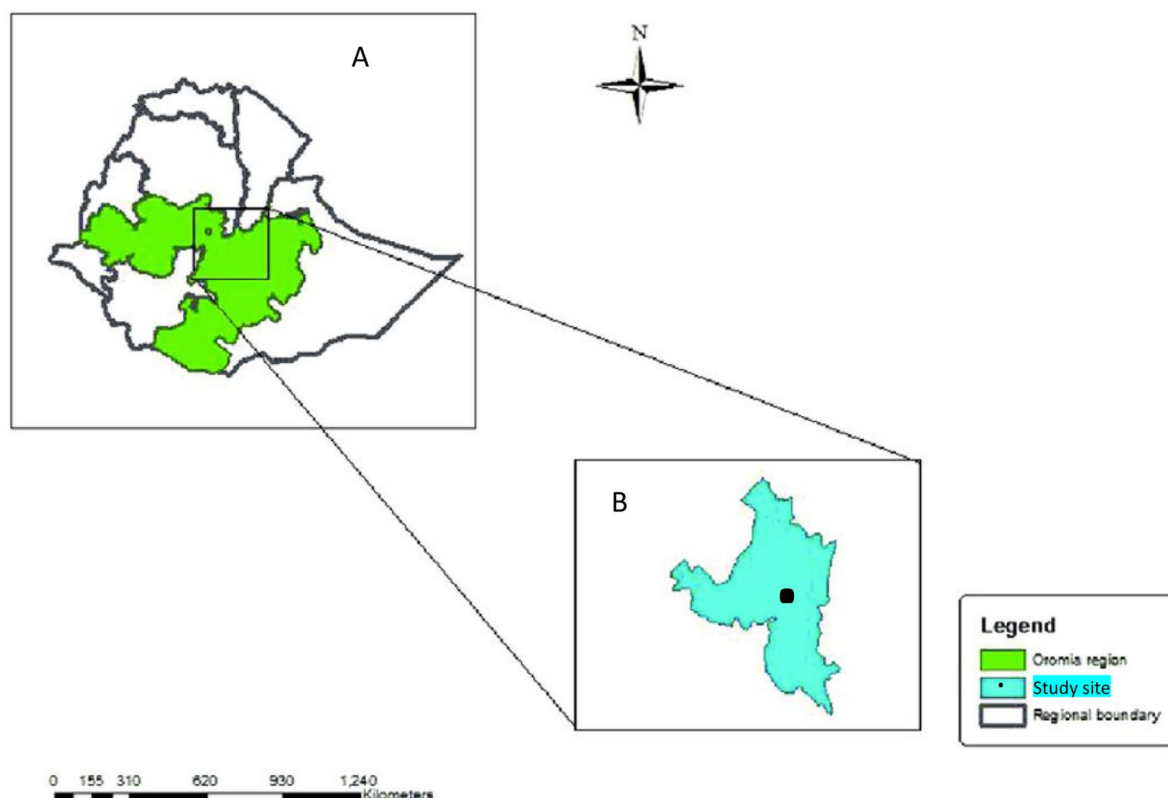 A
N
B
Legend
Oromia region
Study site
Regional boundary
0 155 310 620 930 1,240
Kilometers